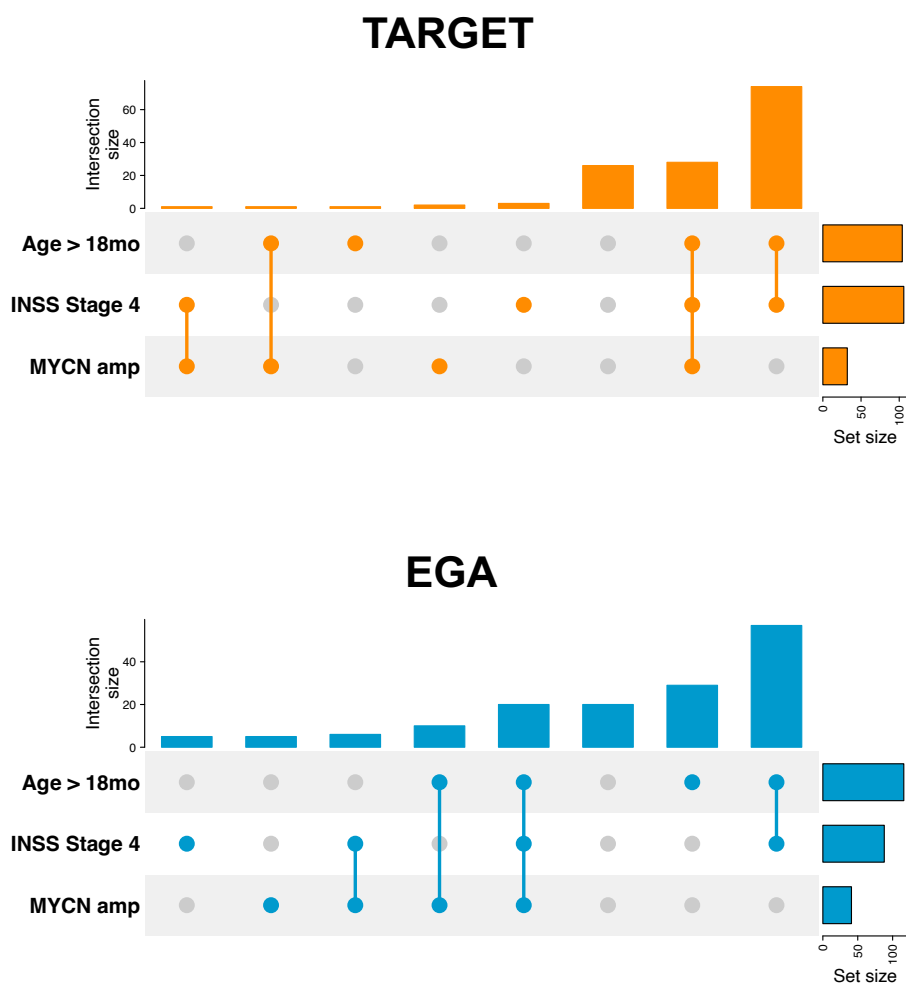 TARGET
Intersection
size
60
40
20
0
Age > 18mo
INSS Stage 4
MYCN amp
0
50
100
Set size
EGA
Intersection
size
40
20
0
Age > 18mo
INSS Stage 4
MYCN amp
0
50
100
Set size